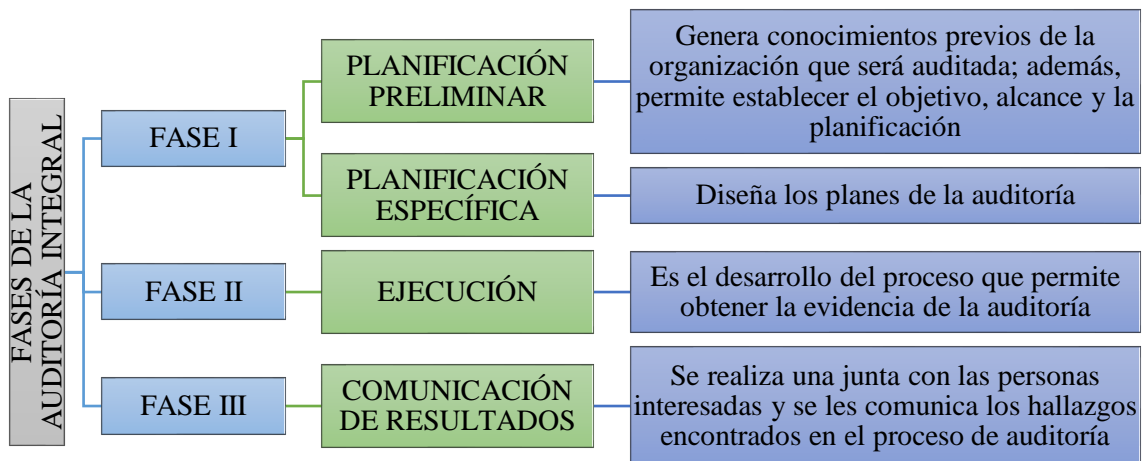 FASES DE LA
AUDITORÍA INTEGRAL
FASE I
PLANIFICACIÓN
PRELIMINAR
Genera conocimientos previos de la
organización que será auditada; además,
permite establecer el objetivo, alcance y la
planificación
PLANIFICACIÓN
ESPECÍFICA
Diseña los planes de la auditoría
FASE II
EJECUCIÓN
Es el desarrollo del proceso que permite
obtener la evidencia de la auditoría
FASE III
COMUNICACIÓN
DE RESULTADOS
Se realiza una junta con las personas
interesadas y se les comunica los hallazgos
encontrados en el proceso de auditoría